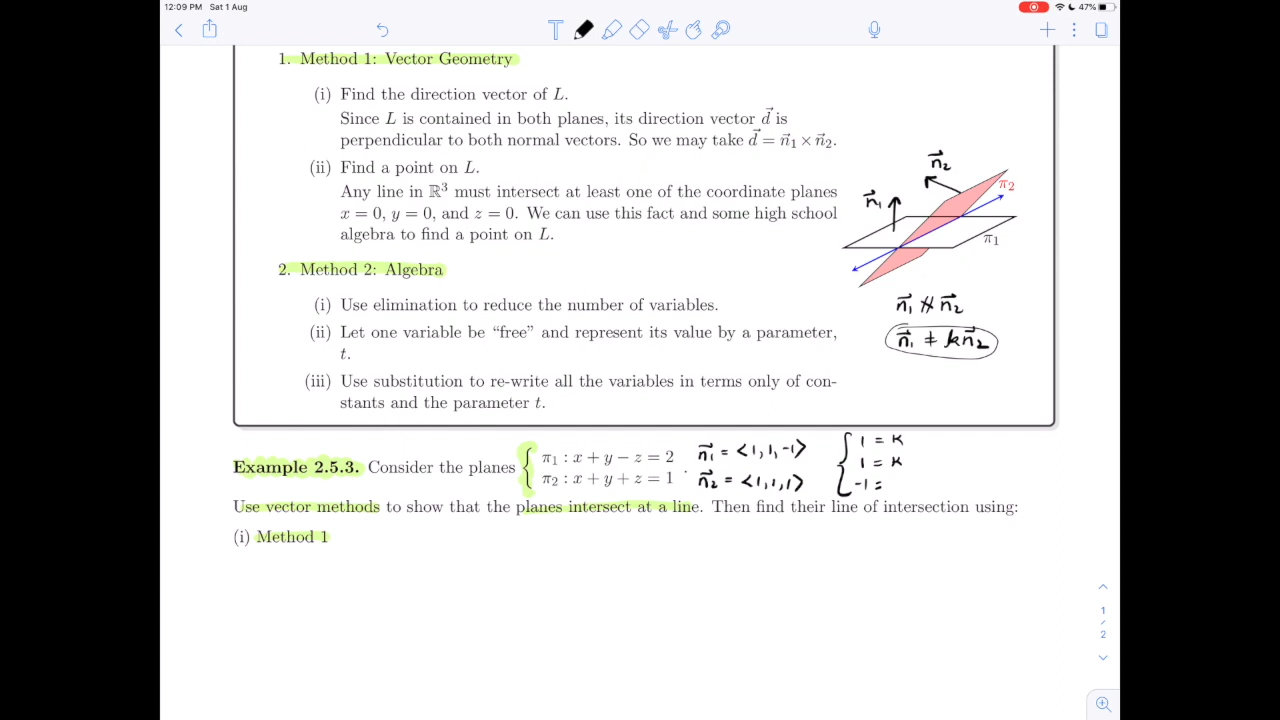 12:09 PM Sat 1 Aug
47%
T
1. Method 1: Vector Geometry
(i) Find the direction vector of L.
Since L is contained in both planes, its direction vector d⃗ is
perpendicular to both normal vectors. So we may take d⃗ = n⃗₁ × n⃗₂.
(ii) Find a point on L.
Any line in ℝ³ must intersect at least one of the coordinate planes
x = 0, y = 0, and z = 0. We can use this fact and some high school
algebra to find a point on L.
2. Method 2: Algebra
(i) Use elimination to reduce the number of variables.
(ii) Let one variable be “free” and represent its value by a parameter,
t.
(iii) Use substitution to re-write all the variables in terms only of con-
stants and the parameter t.
n⃗₂
π₂
n⃗₁
π₁
n⃗₁ ∦ n⃗₂
n⃗₁ ≠ kn⃗₂
Example 2.5.3. Consider the planes { π₁ : x + y − z = 2
π₂ : x + y + z = 1 .
n⃗₁ = <1, 1, -1>
n⃗₂ = <1, 1, 1>
{ 1 = k
1 = k
-1 =
Use vector methods to show that the planes intersect at a line. Then find their line of intersection using:
(i) Method 1
1
/
2